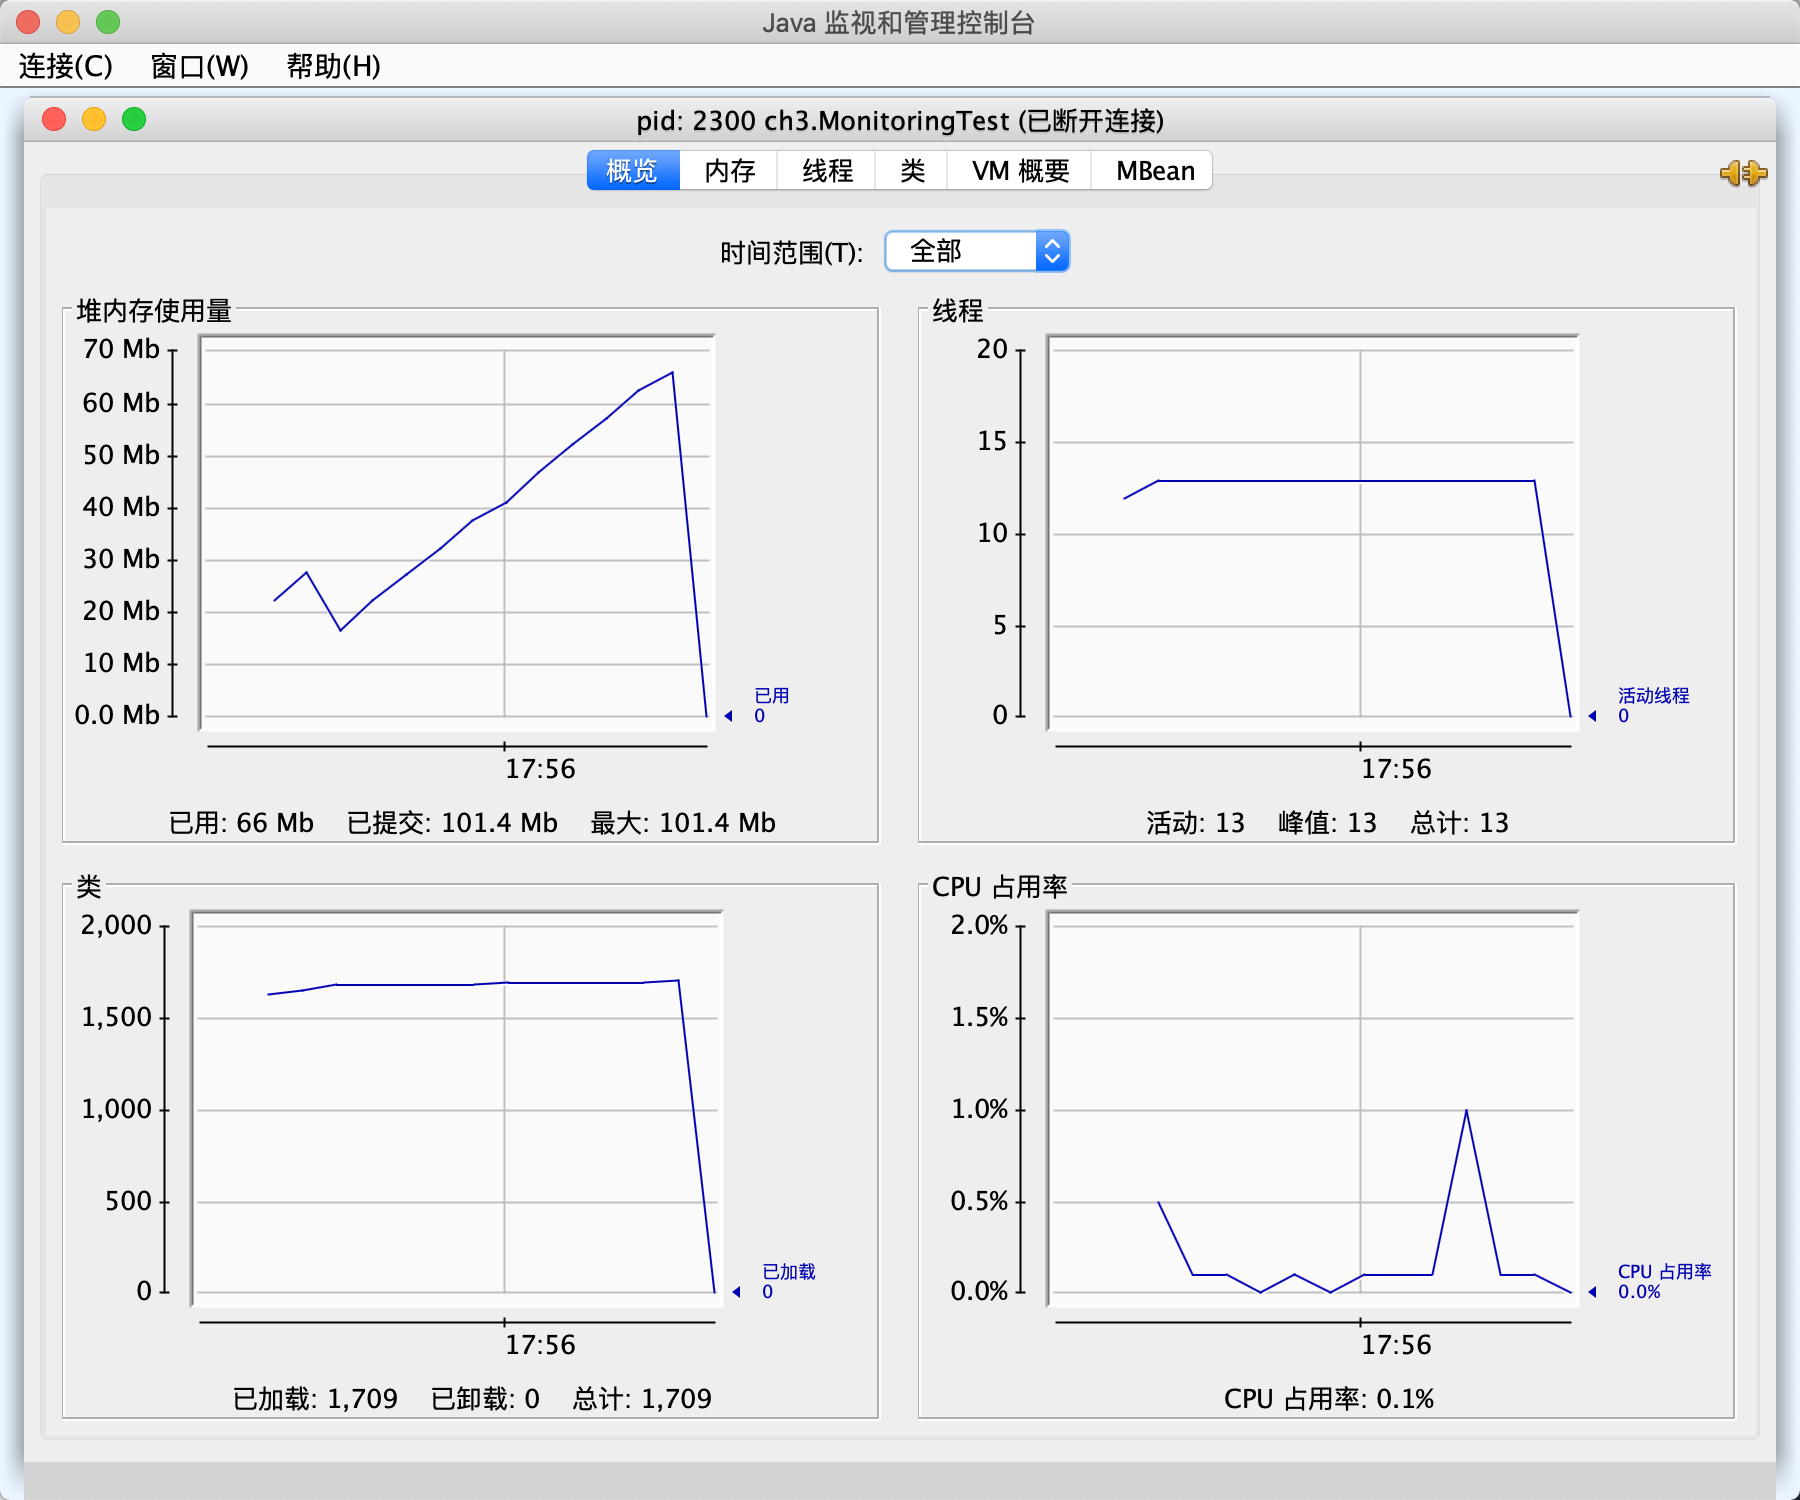 Java 监视和管理控制台
连接(C) 窗口(W) 帮助(H)
pid: 2300 ch3.MonitoringTest (已断开连接)
概览 内存 线程 类 VM 概要 MBean
时间范围(T): 全部
堆内存使用量
70 Mb
60 Mb
50 Mb
40 Mb
30 Mb
20 Mb
10 Mb
0.0 Mb
已用
0
17:56
已用: 66 Mb 已提交: 101.4 Mb 最大: 101.4 Mb
线程
20
15
10
5
0
活动线程
0
17:56
活动: 13 峰值: 13 总计: 13
类
2,000
1,500
1,000
500
0
已加载
0
17:56
已加载: 1,709 已卸载: 0 总计: 1,709
CPU 占用率
2.0%
1.5%
1.0%
0.5%
0.0%
CPU 占用率
0.0%
17:56
CPU 占用率: 0.1%